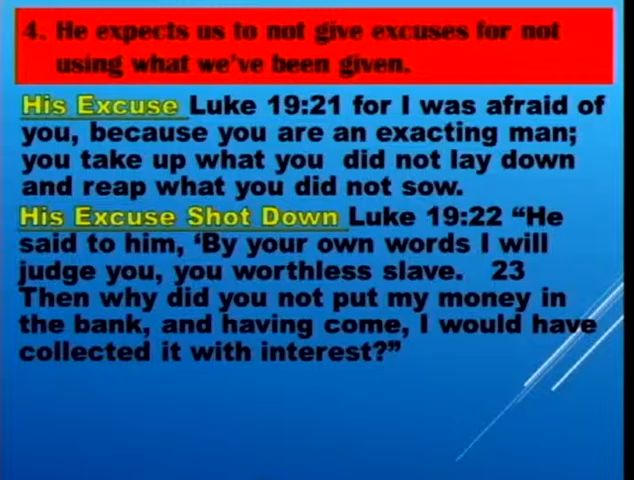 4. He expects us to not give excuses for not
using what we've been given.
His Excuse Luke 19:21 for I was afraid of
you, because you are an exacting man;
you take up what you did not lay down
and reap what you did not sow.
His Excuse Shot Down Luke 19:22 “He
said to him, ‘By your own words I will
judge you, you worthless slave. 23
Then why did you not put my money in
the bank, and having come, I would have
collected it with interest?”